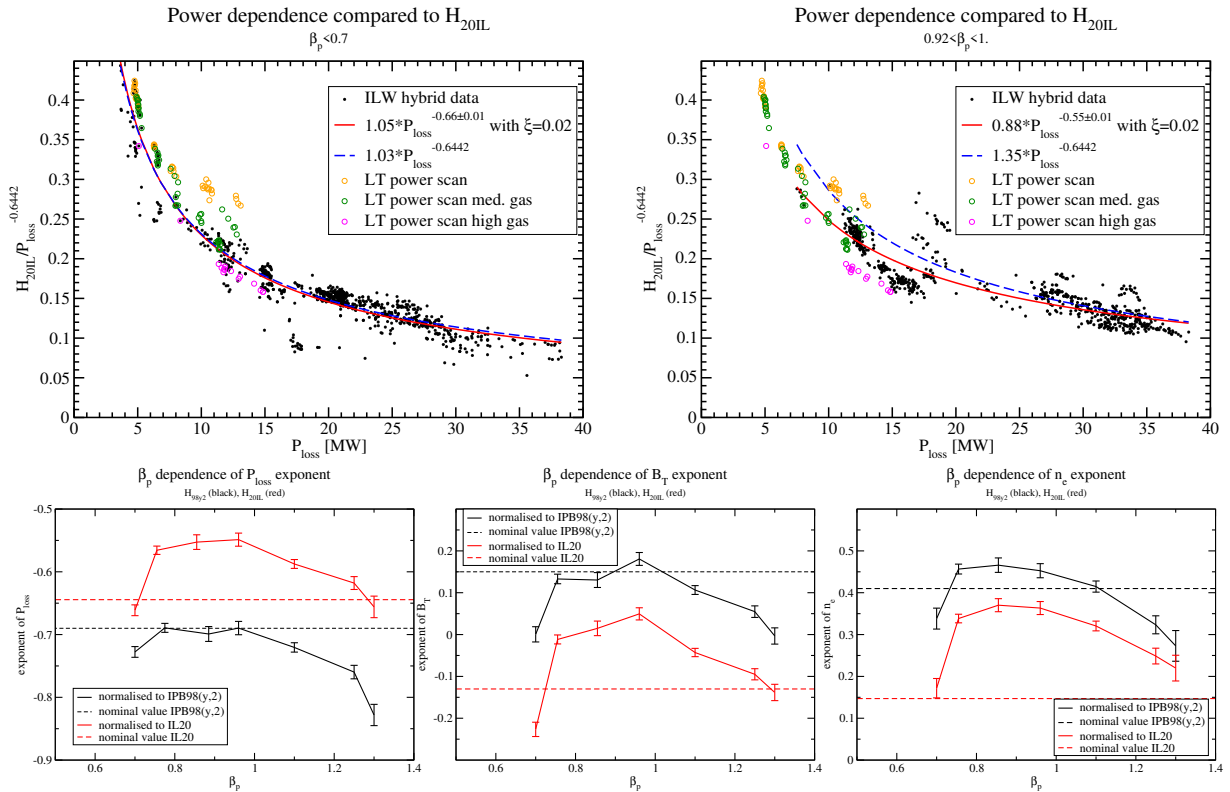 Power dependence compared to H20IL
βp<0.7
H20IL/Ploss^-0.6442
0.4
0.35
0.3
0.25
0.2
0.15
0.1
0.05
0
0 5 10 15 20 25 30 35 40
Ploss [MW]
ILW hybrid data
1.05*Ploss^-0.66±0.01 with ξ=0.02
1.03*Ploss^-0.6442
LT power scan
LT power scan med. gas
LT power scan high gas
Power dependence compared to H20IL
0.92<βp<1.
H20IL/Ploss^-0.6442
0.4
0.35
0.3
0.25
0.2
0.15
0.1
0.05
0
0 5 10 15 20 25 30 35 40
Ploss [MW]
ILW hybrid data
0.88*Ploss^-0.55±0.01 with ξ=0.02
1.35*Ploss^-0.6442
LT power scan
LT power scan med. gas
LT power scan high gas
βp dependence of Ploss exponent
H98y2 (black), H20IL (red)
exponent of Ploss
-0.5
-0.6
-0.7
-0.8
-0.9
0.6 0.8 1 1.2 1.4
βp
normalised to IPB98(y,2)
nominal value IPB98(y,2)
normalised to IL20
nominal value IL20
βp dependence of BT exponent
H98y2 (black), H20IL (red)
exponent of BT
0.2
0.1
0
-0.1
-0.2
0.6 0.8 1 1.2 1.4
βp
normalised to IPB98(y,2)
nominal value IPB98(y,2)
normalised to IL20
nominal value IL20
βp dependence of ne exponent
H98y2 (black), H20IL (red)
exponent of ne
0.5
0.4
0.3
0.2
0.1
0
0.6 0.8 1 1.2 1.4
βp
normalised to IPB98(y,2)
nominal value IPB98(y,2)
normalised to IL20
nominal value IL20